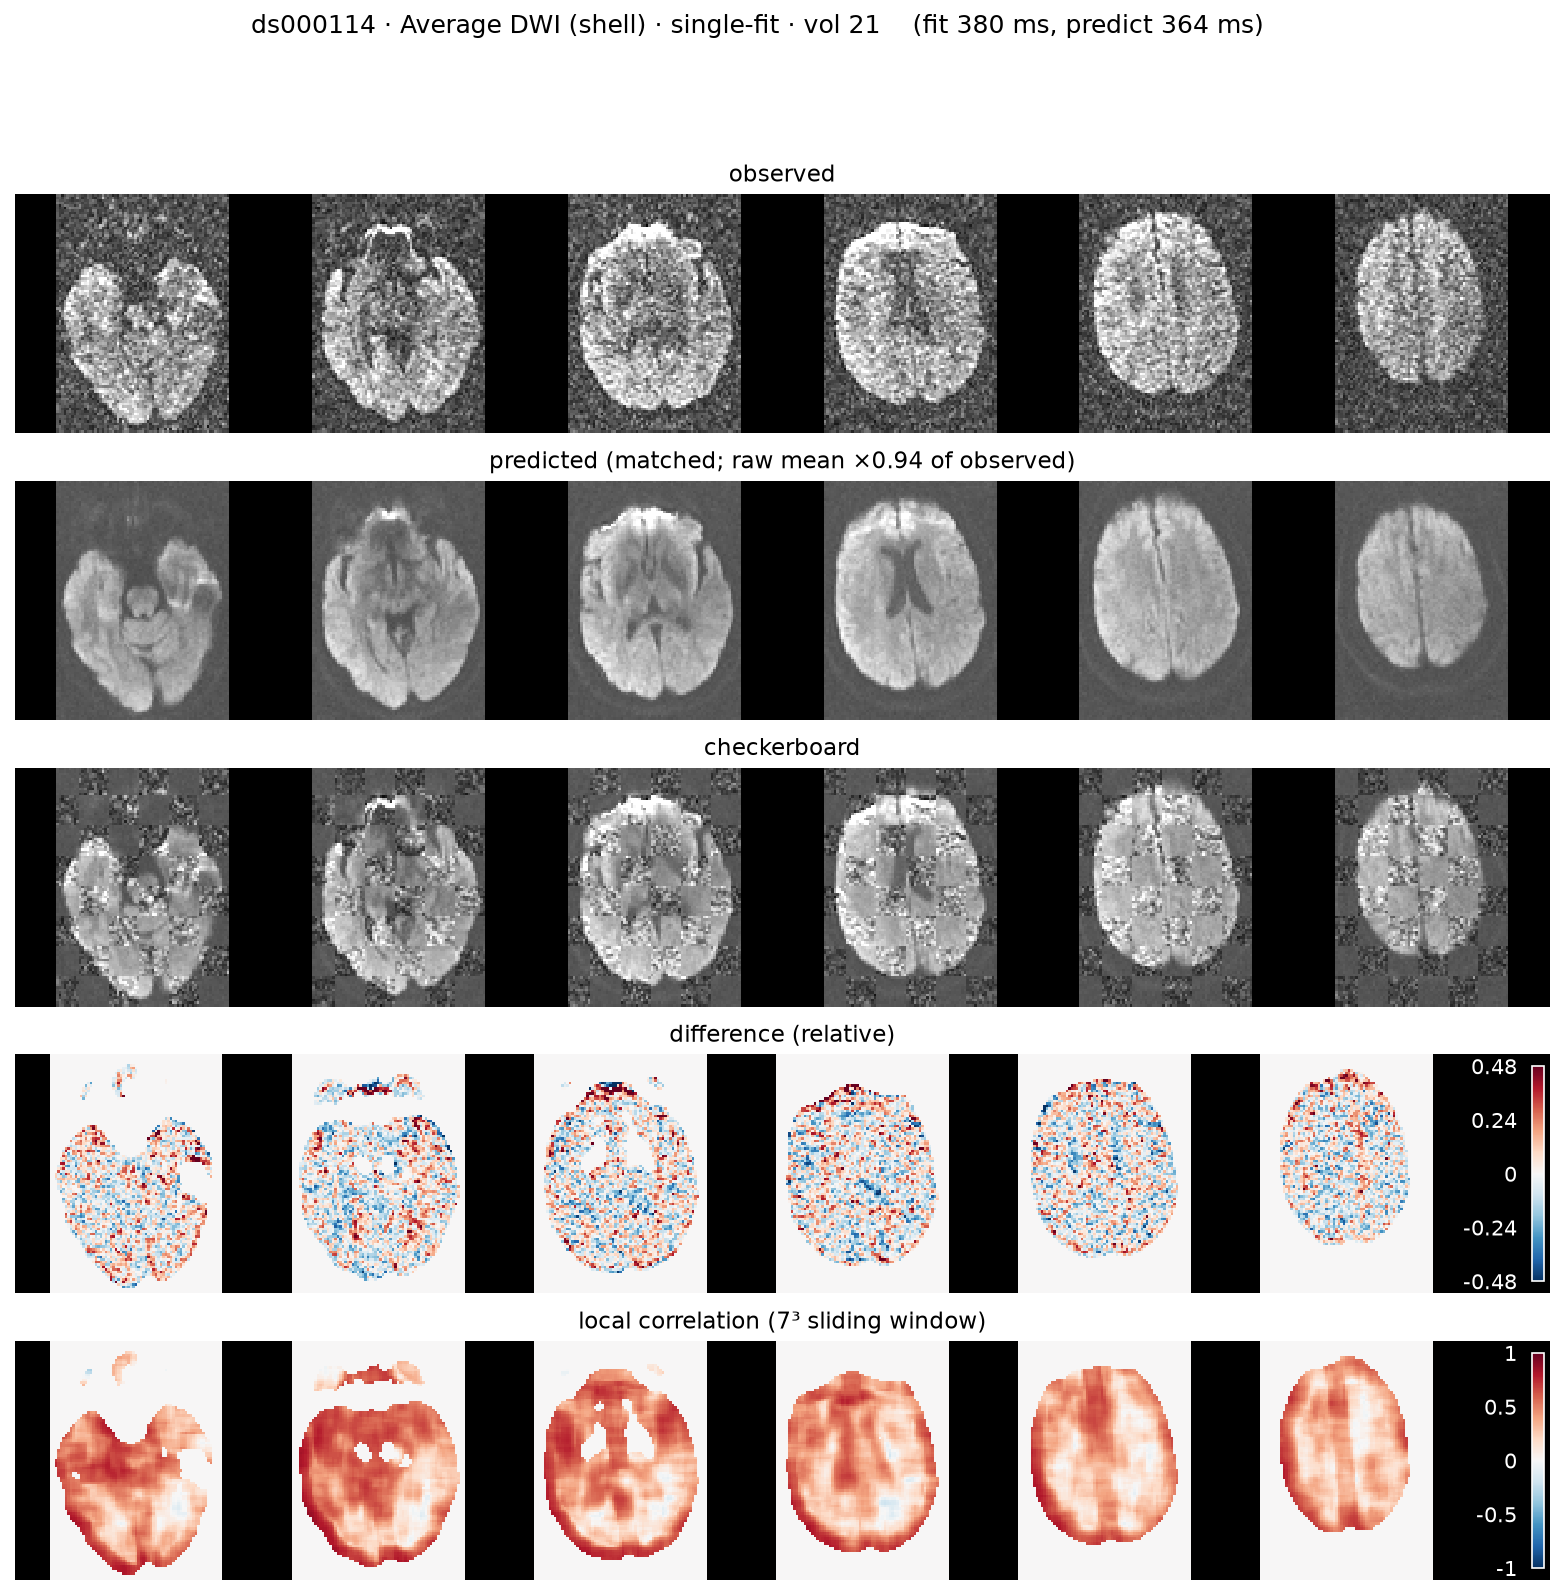 ds000114 · Average DWI (shell) · single-fit · vol 21    (fit 380 ms, predict 364 ms)
observed
predicted (matched; raw mean ×0.94 of observed)
checkerboard
difference (relative)
0.48
0.24
0
-0.24
-0.48
local correlation (7³ sliding window)
1
0.5
0
-0.5
-1